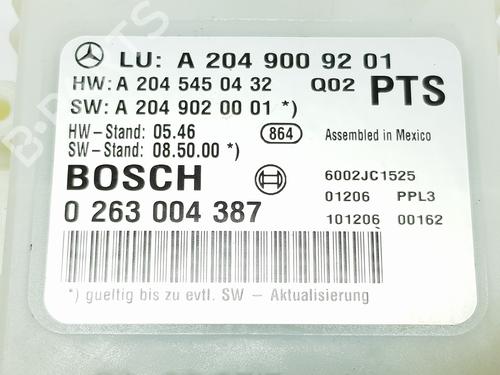 LU: A 204 900 92 01
HW: A 204 545 04 32 Q02 PTS
SW: A 204 902 00 01 *)
HW-Stand: 05.46 864 Assembled in Mexico
SW-Stand: 08.50.00 *)
BOSCH 6002JC1525
01206 PPL3
0 263 004 387 101206 00162
*) gueltig bis zu evtl. SW - Aktualisierung